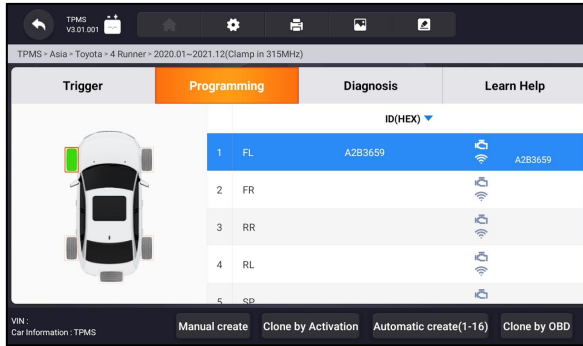 TPMS
V3.01.001
TPMS > Asia > Toyota > 4 Runner > 2020.01~2021.12(Clamp in 315MHz)
Trigger Programming Diagnosis Learn Help
ID(HEX)
1 FL A2B3659 A2B3659
2 FR
3 RR
4 RL
5 SP
VIN :
Car Information : TPMS
Manual create Clone by Activation Automatic create(1-16) Clone by OBD